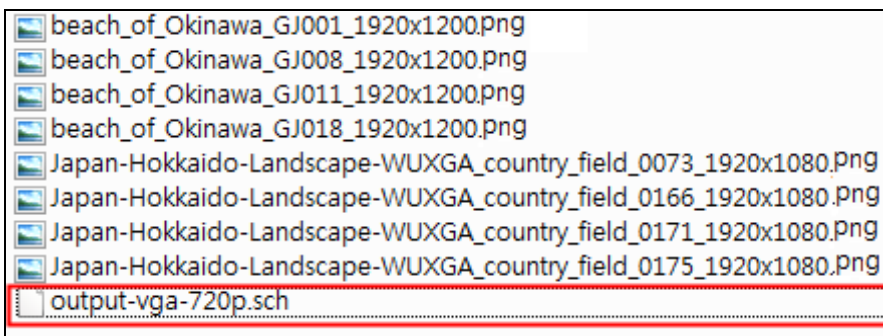 beach_of_Okinawa_GJ001_1920x1200.png
beach_of_Okinawa_GJ008_1920x1200.png
beach_of_Okinawa_GJ011_1920x1200.png
beach_of_Okinawa_GJ018_1920x1200.png
Japan-Hokkaido-Landscape-WUXGA_country_field_0073_1920x1080.png
Japan-Hokkaido-Landscape-WUXGA_country_field_0166_1920x1080.png
Japan-Hokkaido-Landscape-WUXGA_country_field_0171_1920x1080.png
Japan-Hokkaido-Landscape-WUXGA_country_field_0175_1920x1080.png
output-vga-720p.sch